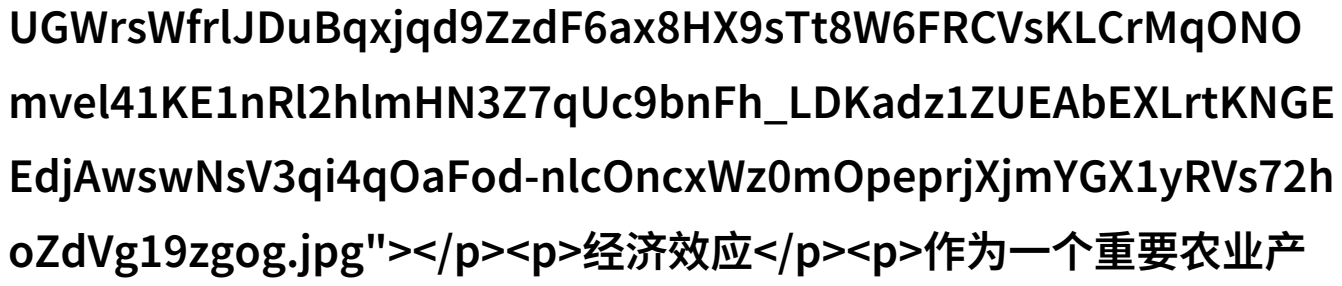 UGWrsWfrlJDuBqxjqd9ZzdF6ax8HX9sTt8W6FRCVsKLCrMqONO
mvel41KE1nRl2hlmHN3Z7qUc9bnFh_LDKadz1ZUEAbEXLrtKNGE
EdjAwswNsV3qi4qOaFod-nlcOncxWz0mOpeprjXjmYGX1yRVs72h
oZdVg19zgog.jpg"></p><p>经济效应</p><p>作为一个重要农业产